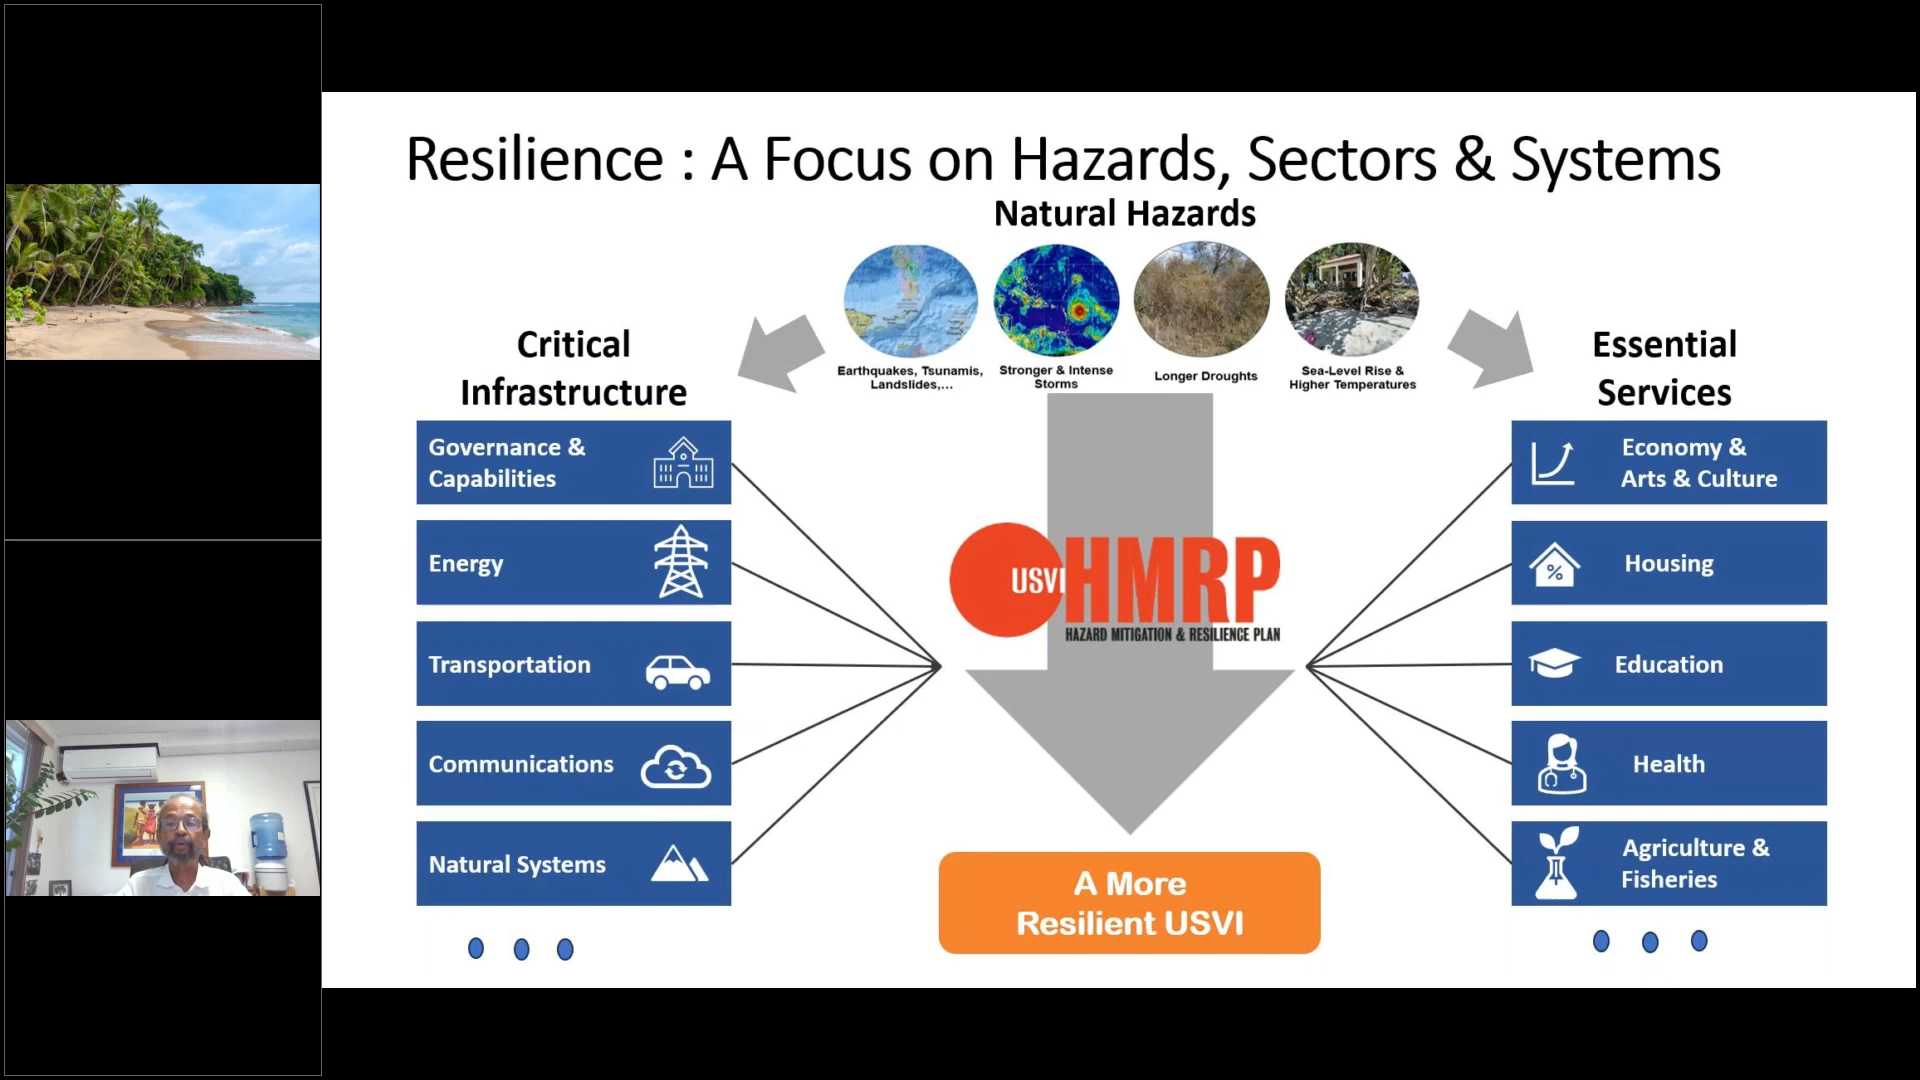 Resilience : A Focus on Hazards, Sectors & Systems
Natural Hazards
Earthquakes, Tsunamis,
Landslides,...
Stronger & Intense
Storms
Longer Droughts
Sea-Level Rise &
Higher Temperatures
Critical
Infrastructure
Governance &
Capabilities
Energy
Transportation
Communications
Natural Systems
USVI
HMRP
HAZARD MITIGATION & RESILIENCE PLAN
A More
Resilient USVI
Essential
Services
Economy &
Arts & Culture
Housing
%
Education
Health
Agriculture &
Fisheries